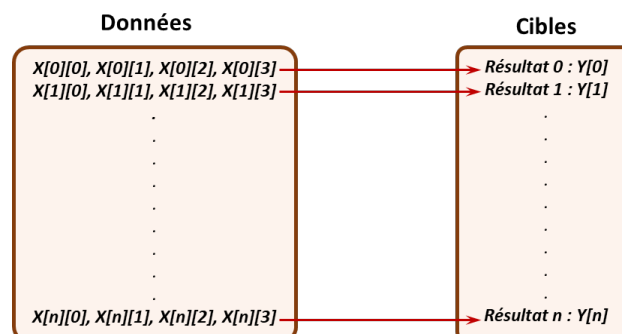 Données
Cibles
X[0][0], X[0][1], X[0][2], X[0][3]
Résultat 0 : Y[0]
X[1][0], X[1][1], X[1][2], X[1][3]
Résultat 1 : Y[1]
X[n][0], X[n][1], X[n][2], X[n][3]
Résultat n : Y[n]